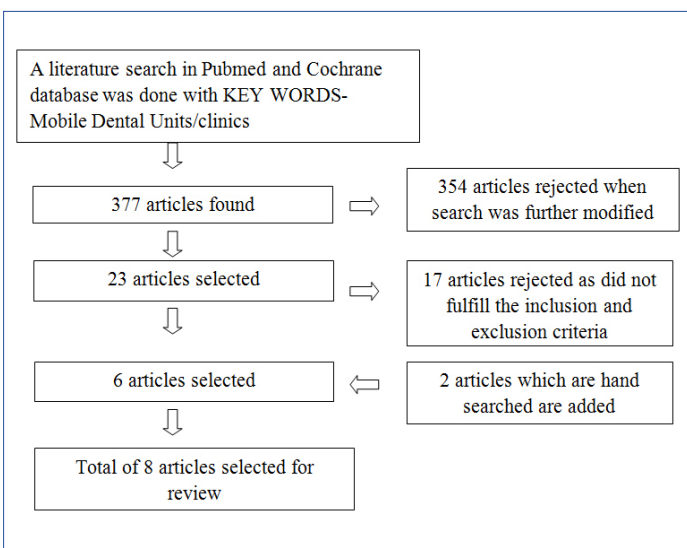 A literature search in Pubmed and Cochrane
database was done with KEY WORDS-
Mobile Dental Units/clinics
377 articles found
354 articles rejected when
search was further modified
23 articles selected
17 articles rejected as did not
fulfill the inclusion and
exclusion criteria
6 articles selected
2 articles which are hand
searched are added
Total of 8 articles selected for
review